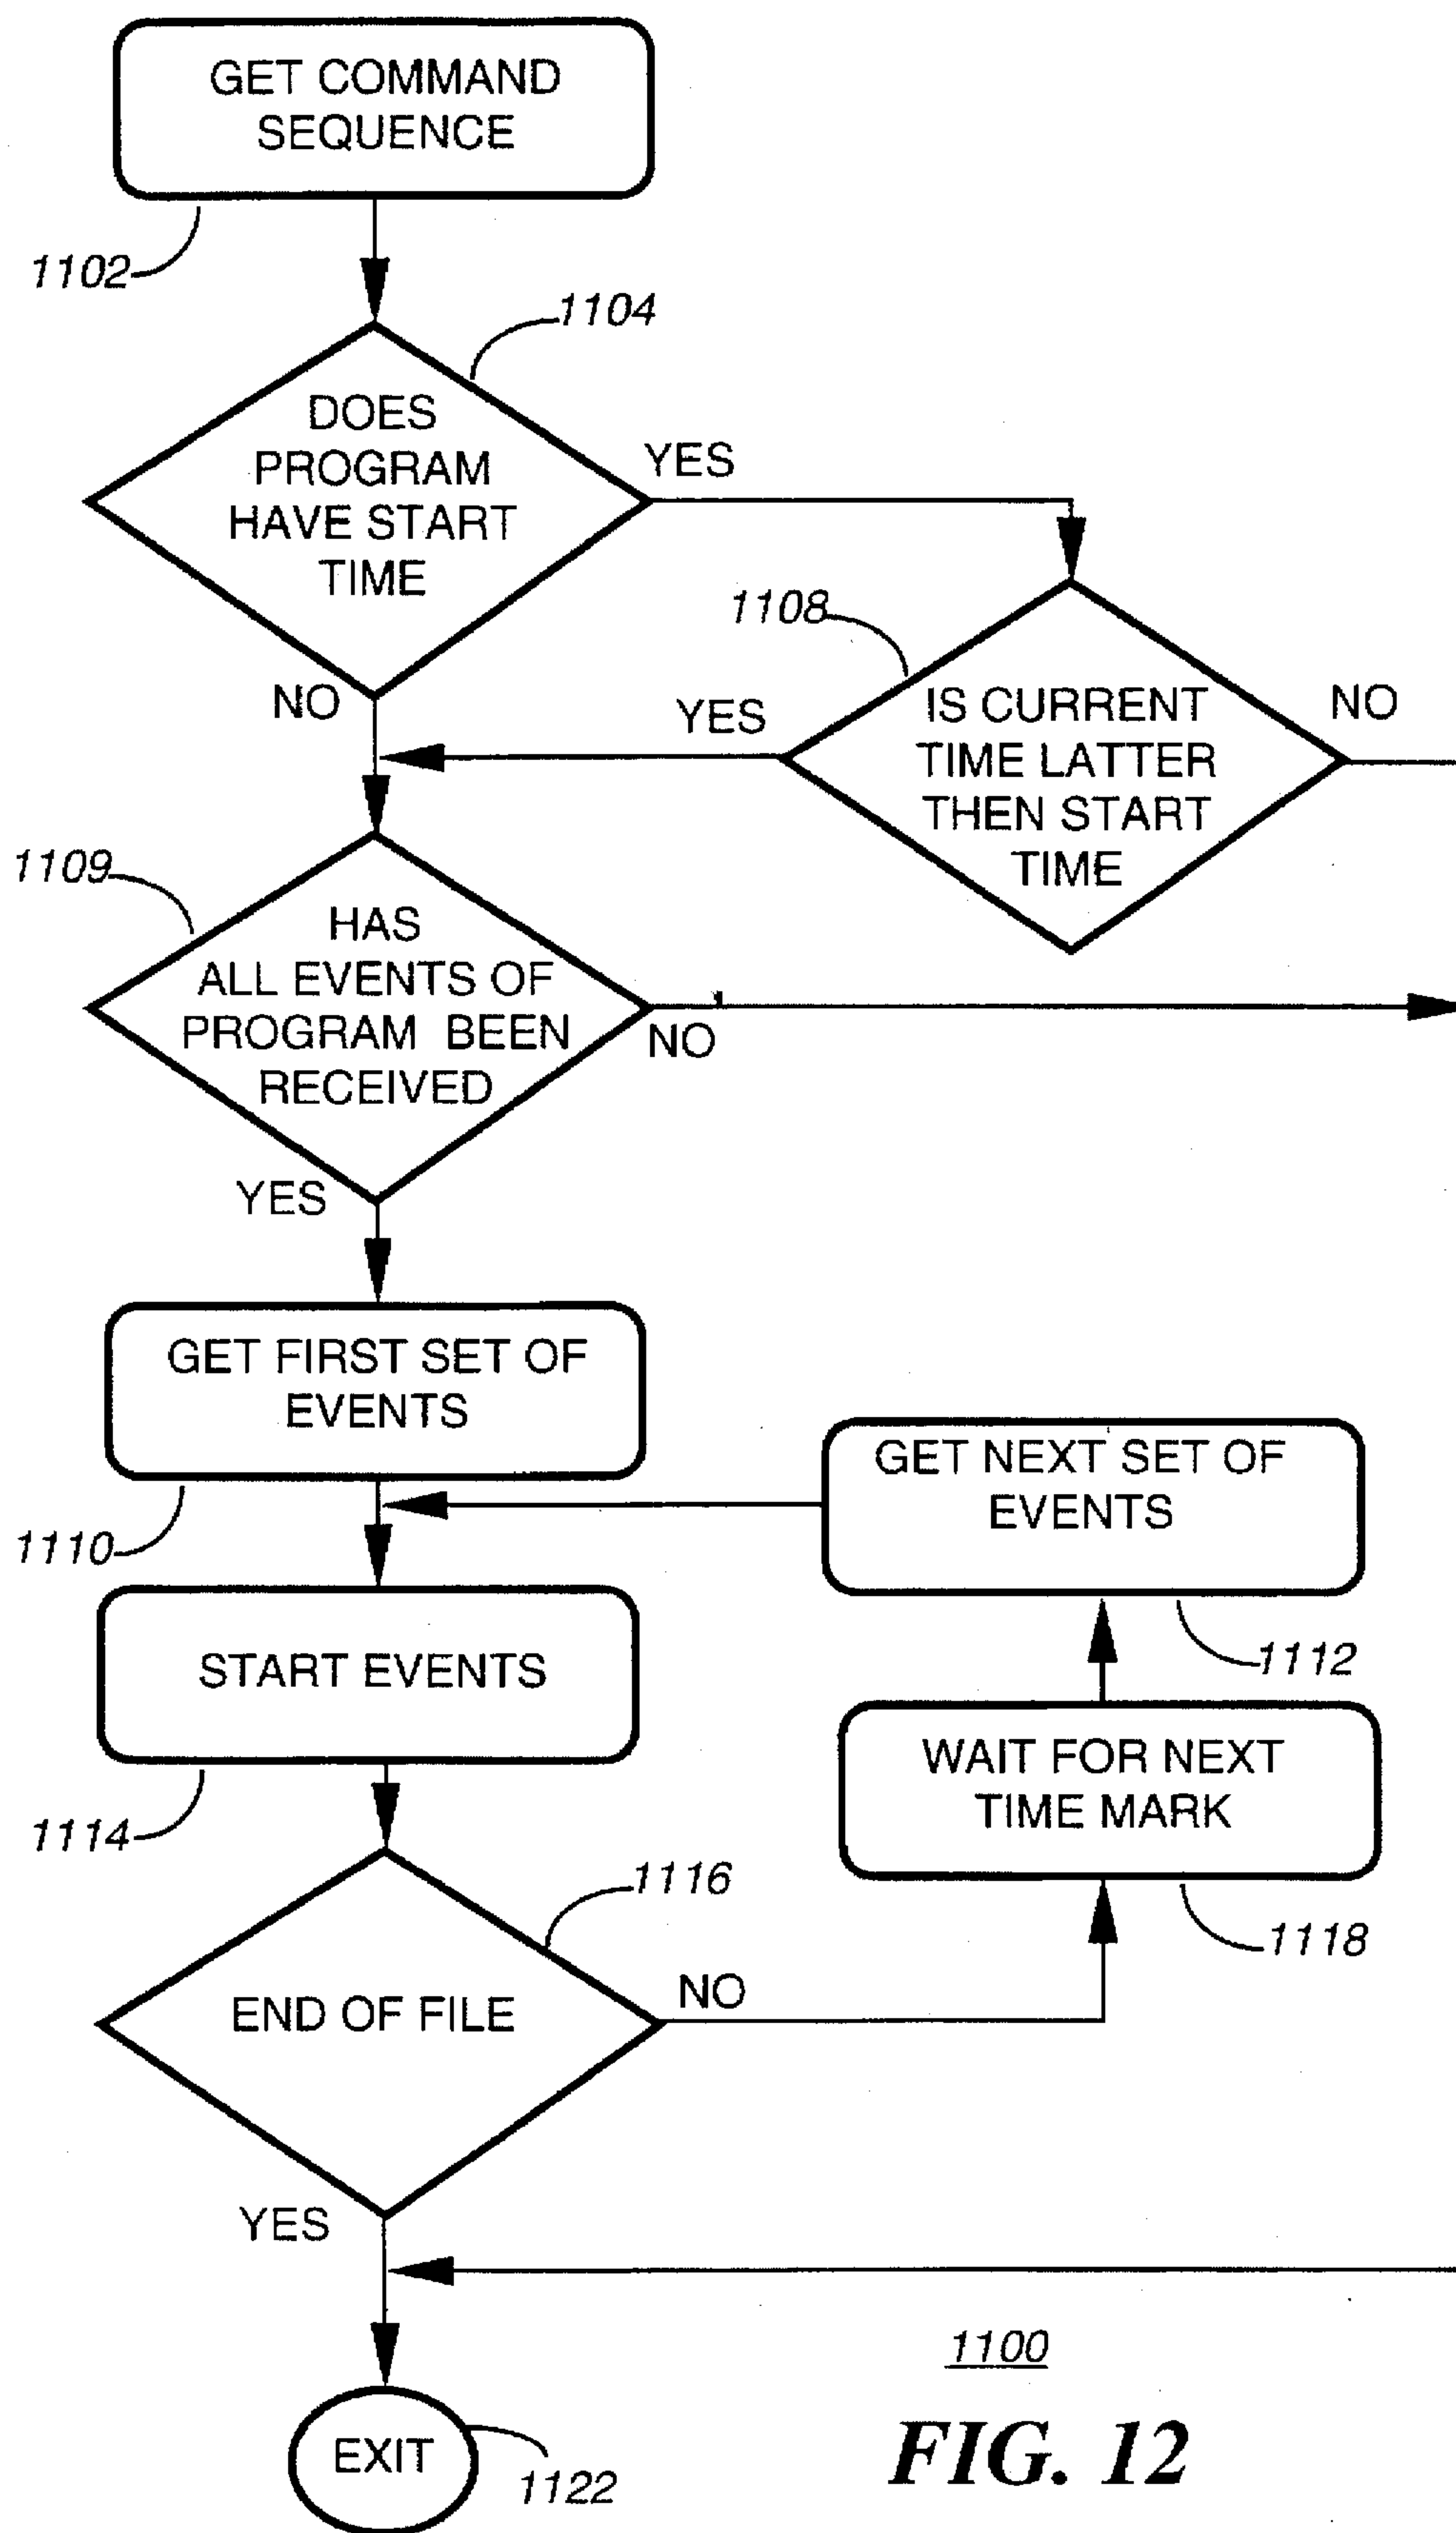 GET COMMAND
SEQUENCE
1102
1104
DOES
PROGRAM
HAVE START
TIME
YES
NO
1108
IS CURRENT
TIME LATTER
THEN START
TIME
YES
NO
1109
HAS
ALL EVENTS OF
PROGRAM BEEN
RECEIVED
NO
YES
GET FIRST SET OF
EVENTS
1110
GET NEXT SET OF
EVENTS
1112
START EVENTS
1114
WAIT FOR NEXT
TIME MARK
1118
1116
END OF FILE
NO
YES
EXIT
1122
1100
FIG. 12